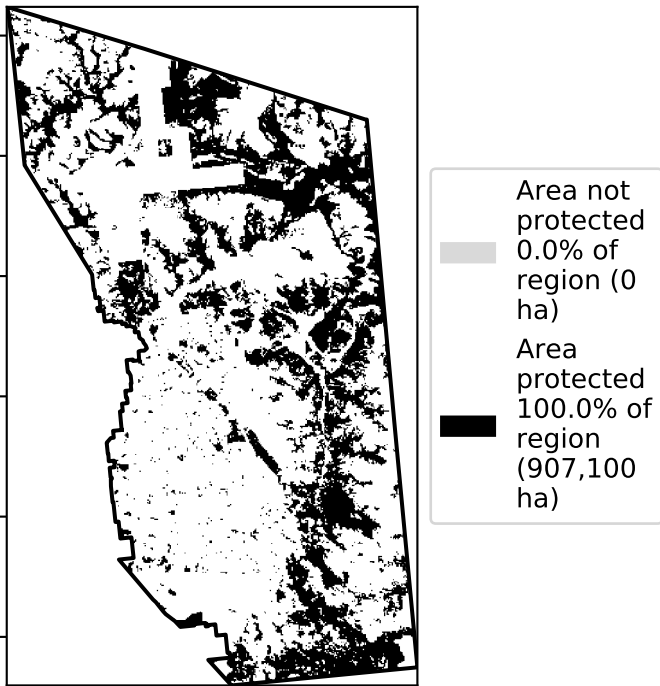 Area not
protected
0.0% of
region (0
ha)
Area
protected
100.0% of
region
(907,100
ha)